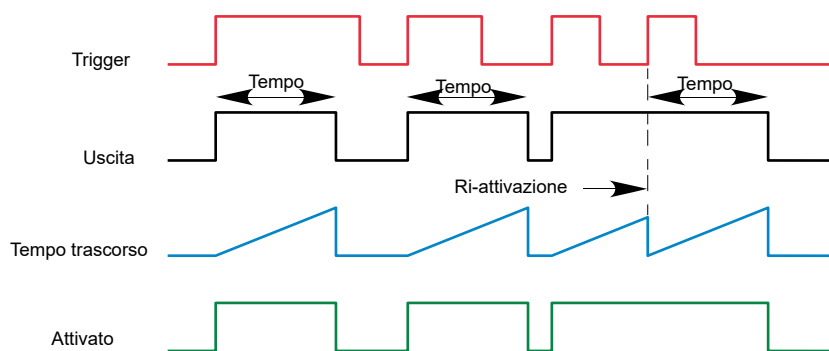 Trigger
Tempo
Tempo
Tempo
Uscita
Ri-attivazione
Tempo trascorso
Attivato